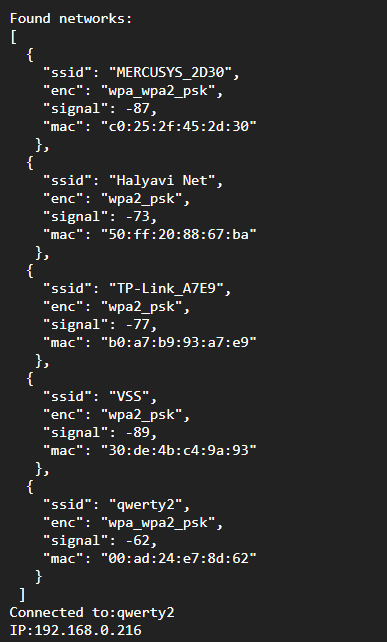 Found networks:
[
  {
    "ssid": "MERCUSYS_2D30",
    "enc": "wpa_wpa2_psk",
    "signal": -87,
    "mac": "c0:25:2f:45:2d:30"
   },
  {
    "ssid": "Halyavi Net",
    "enc": "wpa2_psk",
    "signal": -73,
    "mac": "50:ff:20:88:67:ba"
   },
  {
    "ssid": "TP-Link_A7E9",
    "enc": "wpa2_psk",
    "signal": -77,
    "mac": "b0:a7:b9:93:a7:e9"
   },
  {
    "ssid": "VSS",
    "enc": "wpa2_psk",
    "signal": -89,
    "mac": "30:de:4b:c4:9a:93"
   },
  {
    "ssid": "qwerty2",
    "enc": "wpa_wpa2_psk",
    "signal": -62,
    "mac": "00:ad:24:e7:8d:62"
   }
 ]
Connected to:qwerty2
IP:192.168.0.216